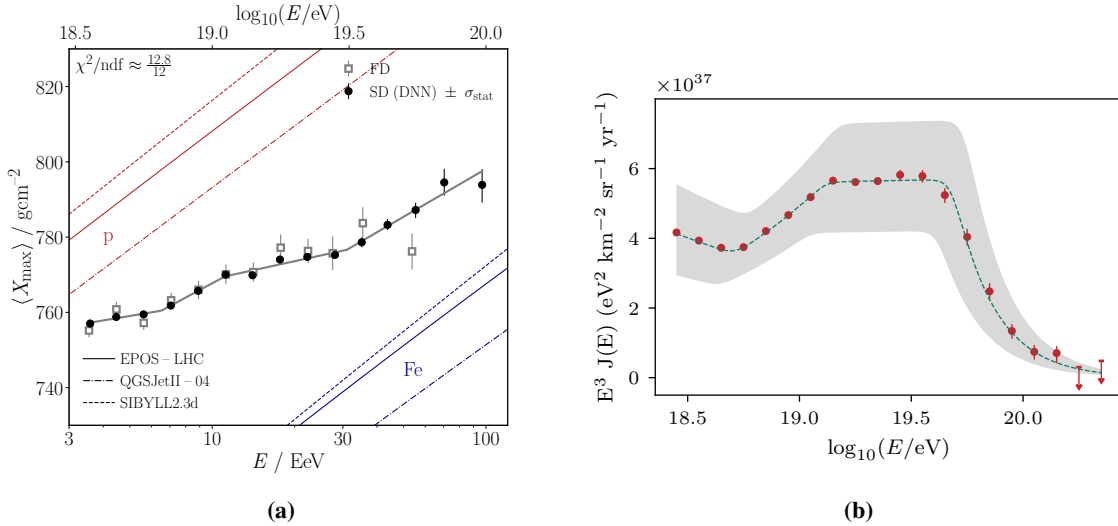 log₁₀(E/eV)
18.5 19.0 19.5 20.0
χ²/ndf ≈ 12.8/12
FD
SD (DNN) ± σ_stat
820
800
780
760
740
⟨X_max⟩ / gcm⁻²
p
Fe
EPOS – LHC
QGSJetII – 04
SIBYLL2.3d
3 10 30 100
E / EeV
(a)
×10³⁷
8
6
4
2
0
E³ J(E) (eV² km⁻² sr⁻¹ yr⁻¹)
18.5 19.0 19.5 20.0
log₁₀(E/eV)
(b)